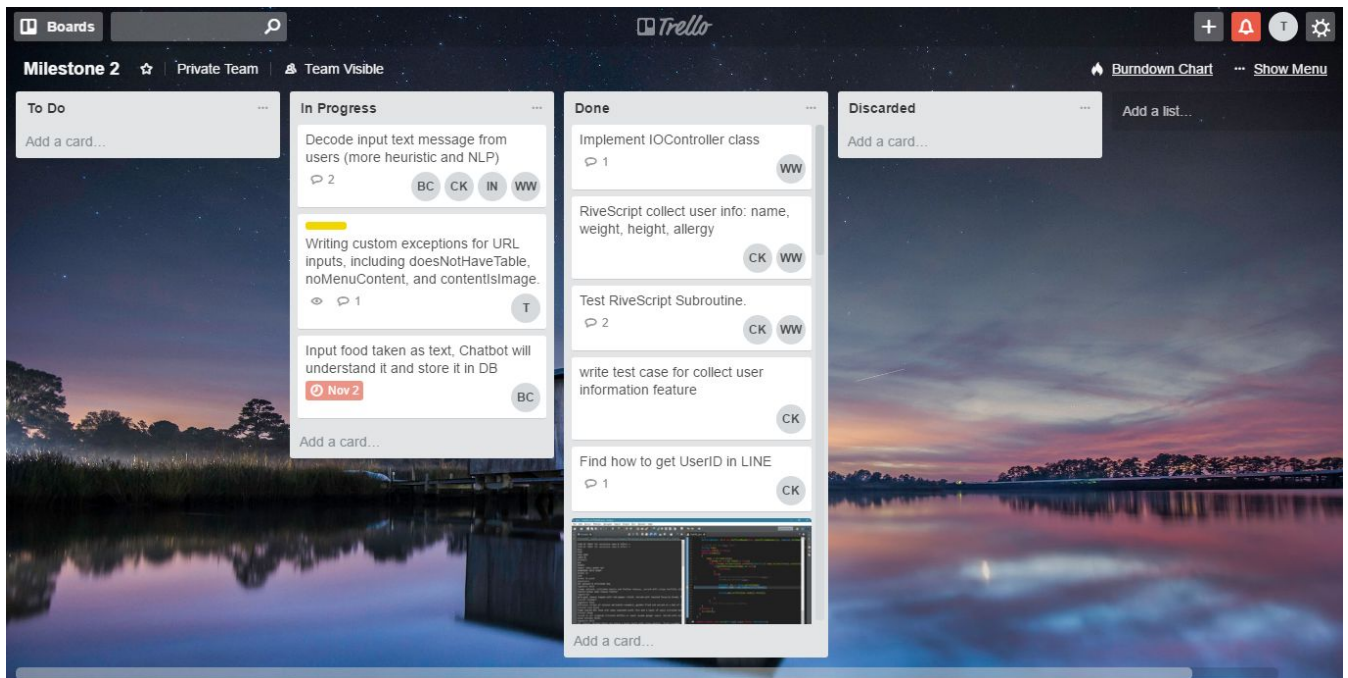 Boards
Trello
T
Milestone 2
Private Team
Team Visible
Burndown Chart
... Show Menu
To Do
Add a card...
In Progress
Decode input text message from
users (more heuristic and NLP)
2
BC CK IN WW
Writing custom exceptions for URL
inputs, including doesNotHaveTable,
noMenuContent, and contentIsImage.
1
T
Input food taken as text, Chatbot will
understand it and store it in DB
Nov 2
BC
Add a card...
Done
Implement IOController class
1
WW
RiveScript collect user info: name,
weight, height, allergy
CK WW
Test RiveScript Subroutine.
2
CK WW
write test case for collect user
information feature
CK
Find how to get UserID in LINE
1
CK
Add a card...
Discarded
Add a card...
Add a list...